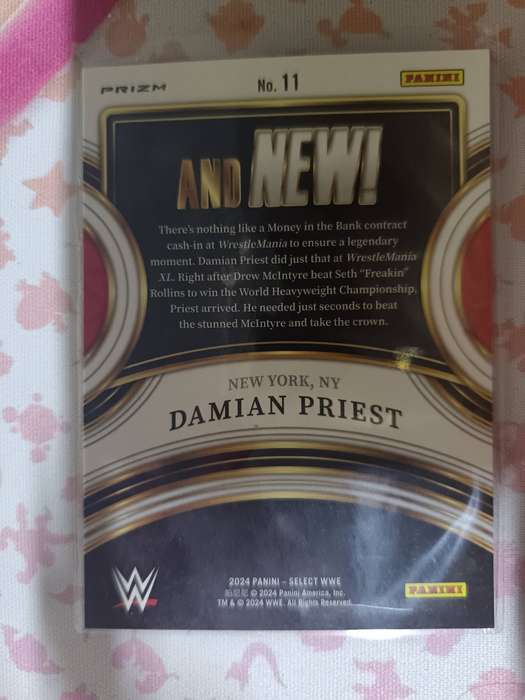 PRIZM
No. 11
PANINI
AND NEW!
There's nothing like a Money in the Bank contract
cash-in at WrestleMania to ensure a legendary
moment. Damian Priest did just that at WrestleMania
XL. Right after Drew McIntyre beat Seth "Freakin"
Rollins to win the World Heavyweight Championship,
Priest arrived. He needed just seconds to beat
the stunned McIntyre and take the crown.
NEW YORK, NY
DAMIAN PRIEST
W
2024 PANINI – SELECT WWE
© 2024 Panini America, Inc.
TM & © 2024 WWE. All Rights Reserved.
PANINI